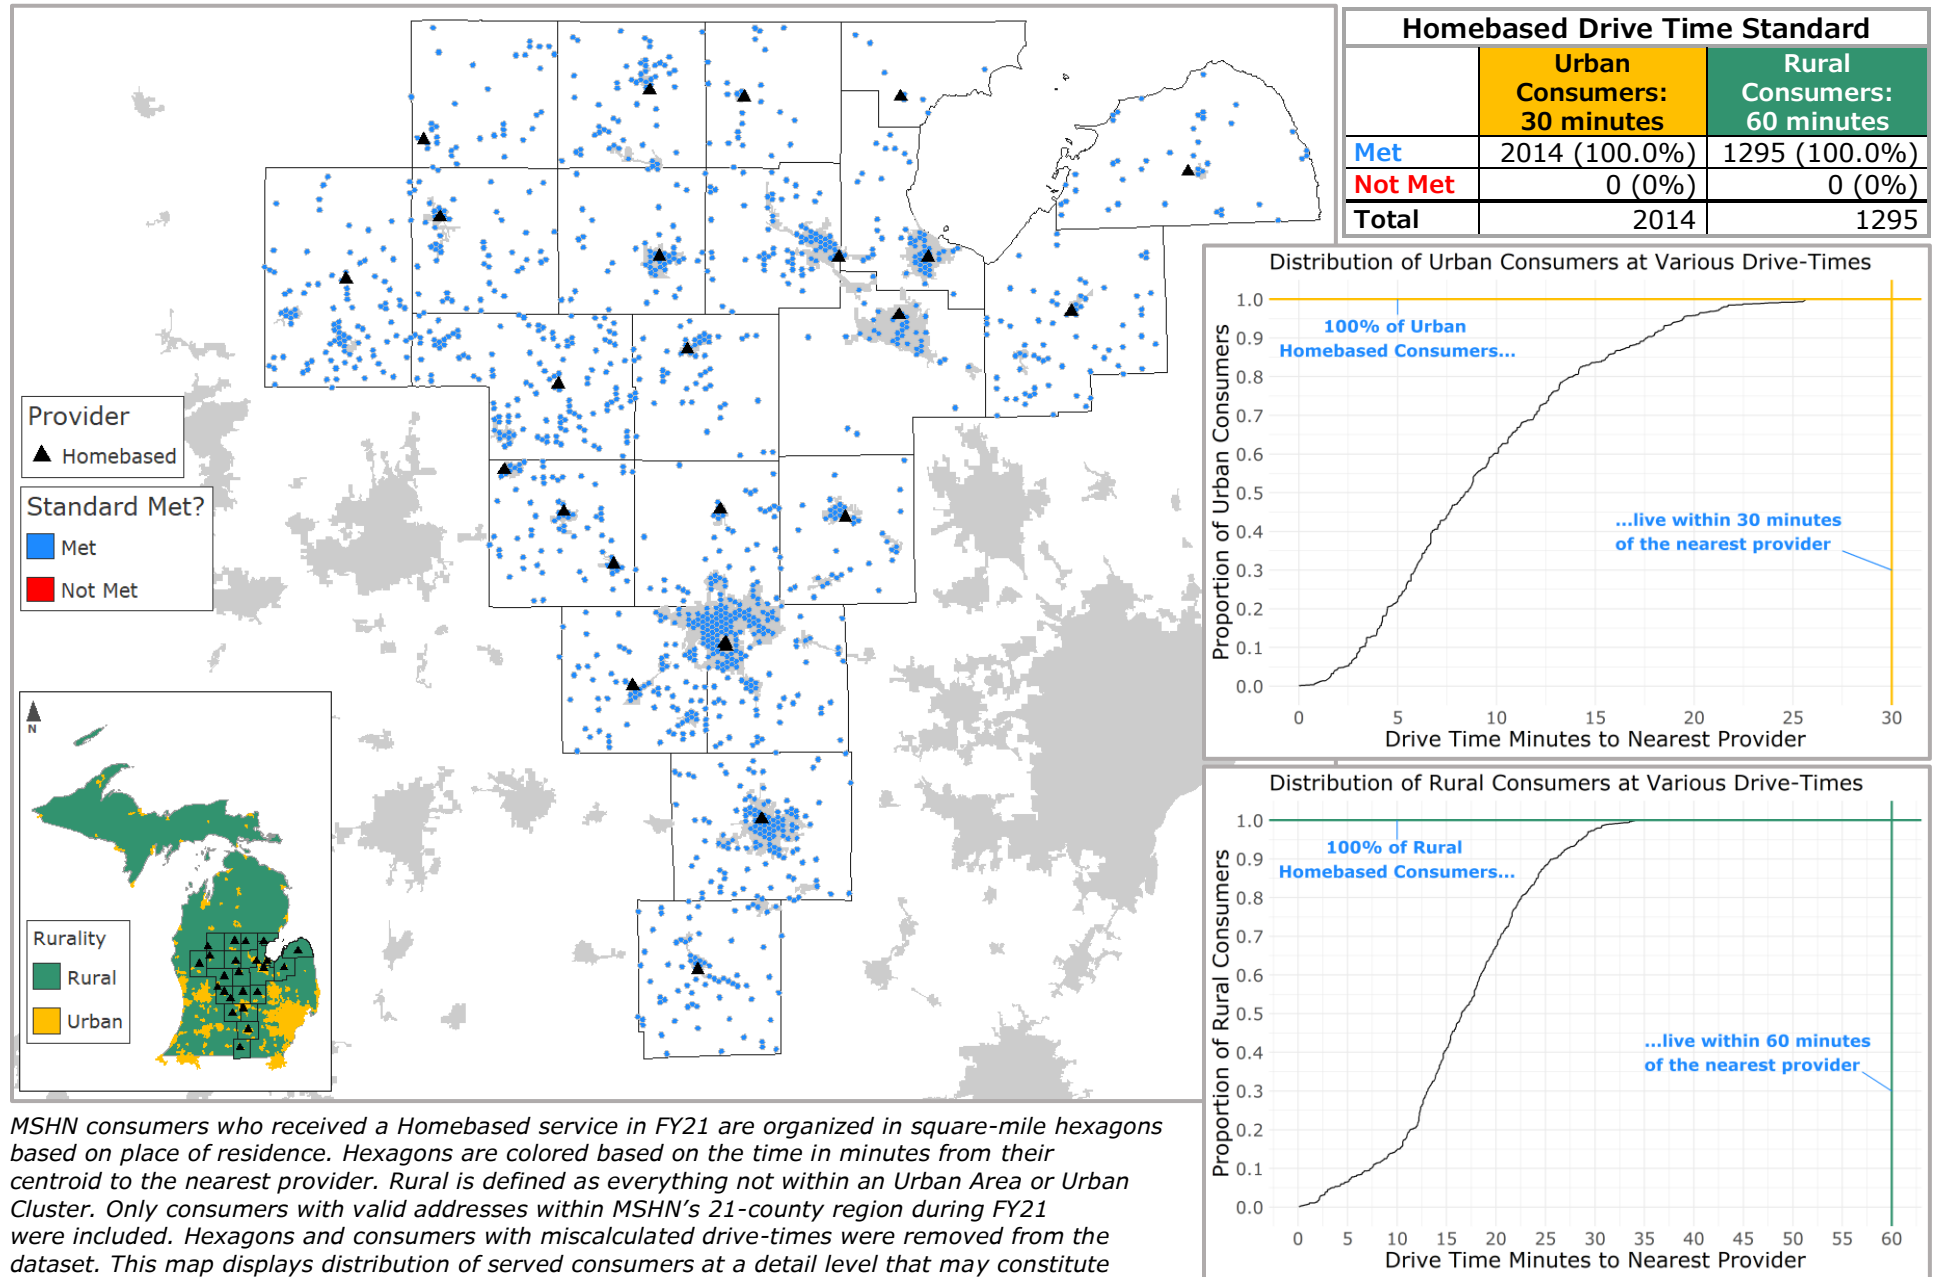 Homebased Drive Time Standard
Urban Consumers: 30 minutes
Rural Consumers: 60 minutes
Met 2014 (100.0%) 1295 (100.0%)
Not Met 0 (0%) 0 (0%)
Total 2014 1295
Provider
Homebased
Standard Met?
Met
Not Met
N
Rurality
Rural
Urban
Distribution of Urban Consumers at Various Drive-Times
Proportion of Urban Consumers
1.0
0.9
0.8
0.7
0.6
0.5
0.4
0.3
0.2
0.1
0.0
100% of Urban
Homebased Consumers...
...live within 30 minutes
of the nearest provider
0 5 10 15 20 25 30
Drive Time Minutes to Nearest Provider
Distribution of Rural Consumers at Various Drive-Times
Proportion of Rural Consumers
1.0
0.9
0.8
0.7
0.6
0.5
0.4
0.3
0.2
0.1
0.0
100% of Rural
Homebased Consumers...
...live within 60 minutes
of the nearest provider
0 5 10 15 20 25 30 35 40 45 50 55 60
Drive Time Minutes to Nearest Provider
MSHN consumers who received a Homebased service in FY21 are organized in square-mile hexagons
based on place of residence. Hexagons are colored based on the time in minutes from their
centroid to the nearest provider. Rural is defined as everything not within an Urban Area or Urban
Cluster. Only consumers with valid addresses within MSHN's 21-county region during FY21
were included. Hexagons and consumers with miscalculated drive-times were removed from the
dataset. This map displays distribution of served consumers at a detail level that may constitute